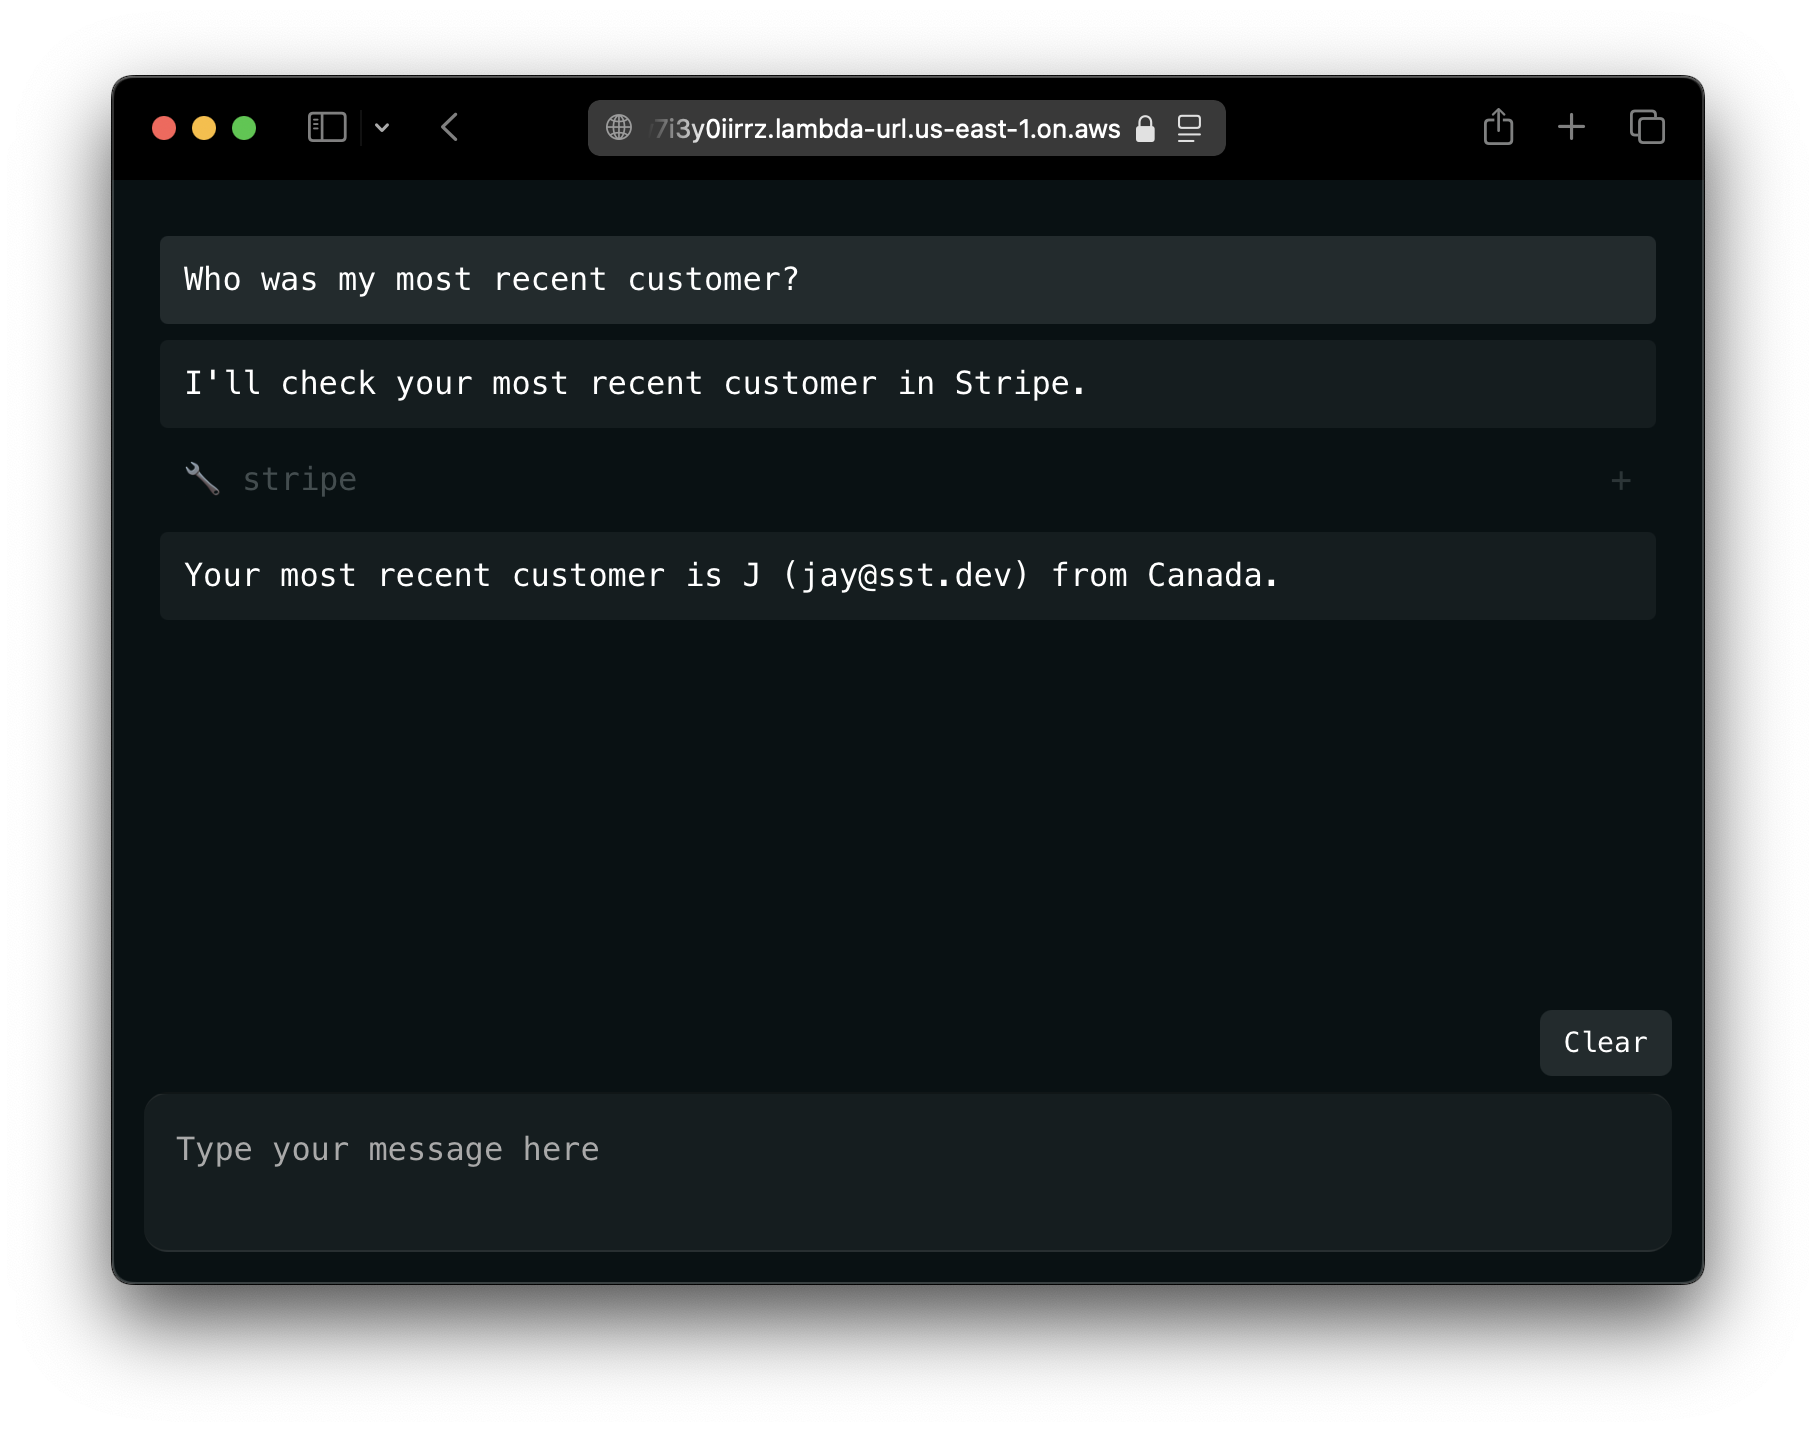 7i3y0iirrz.lambda-url.us-east-1.on.aws
Who was my most recent customer?
I'll check your most recent customer in Stripe.
stripe +
Your most recent customer is J (jay@sst.dev) from Canada.
Clear
Type your message here